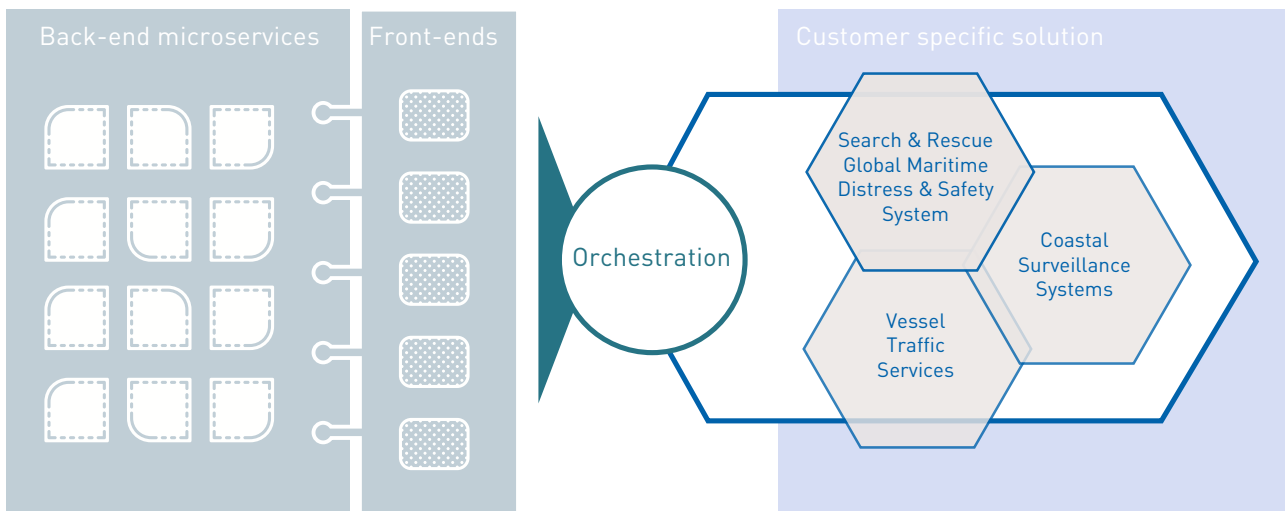 Back-end microservices
Front-ends
Customer specific solution
Search & Rescue
Global Maritime
Distress & Safety
System
Orchestration
Coastal
Surveillance
Systems
Vessel
Traffic
Services